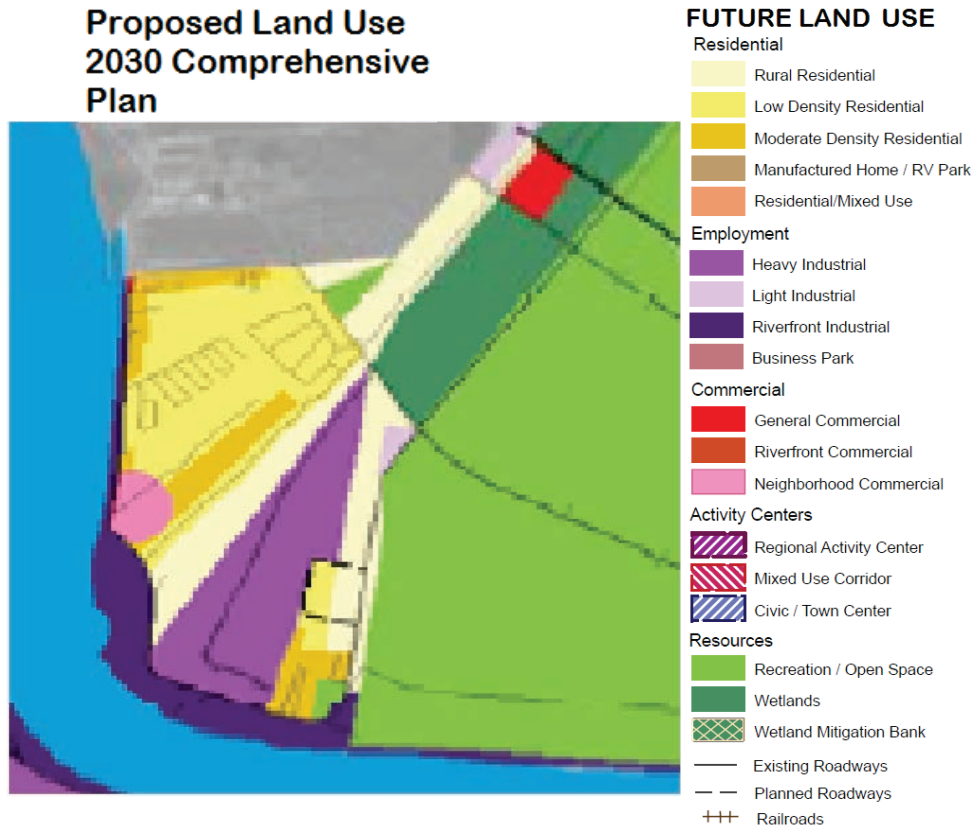 Proposed Land Use
2030 Comprehensive
Plan
FUTURE LAND USE
Residential
Rural Residential
Low Density Residential
Moderate Density Residential
Manufactured Home / RV Park
Residential/Mixed Use
Employment
Heavy Industrial
Light Industrial
Riverfront Industrial
Business Park
Commercial
General Commercial
Riverfront Commercial
Neighborhood Commercial
Activity Centers
Regional Activity Center
Mixed Use Corridor
Civic / Town Center
Resources
Recreation / Open Space
Wetlands
Wetland Mitigation Bank
Existing Roadways
Planned Roadways
Railroads